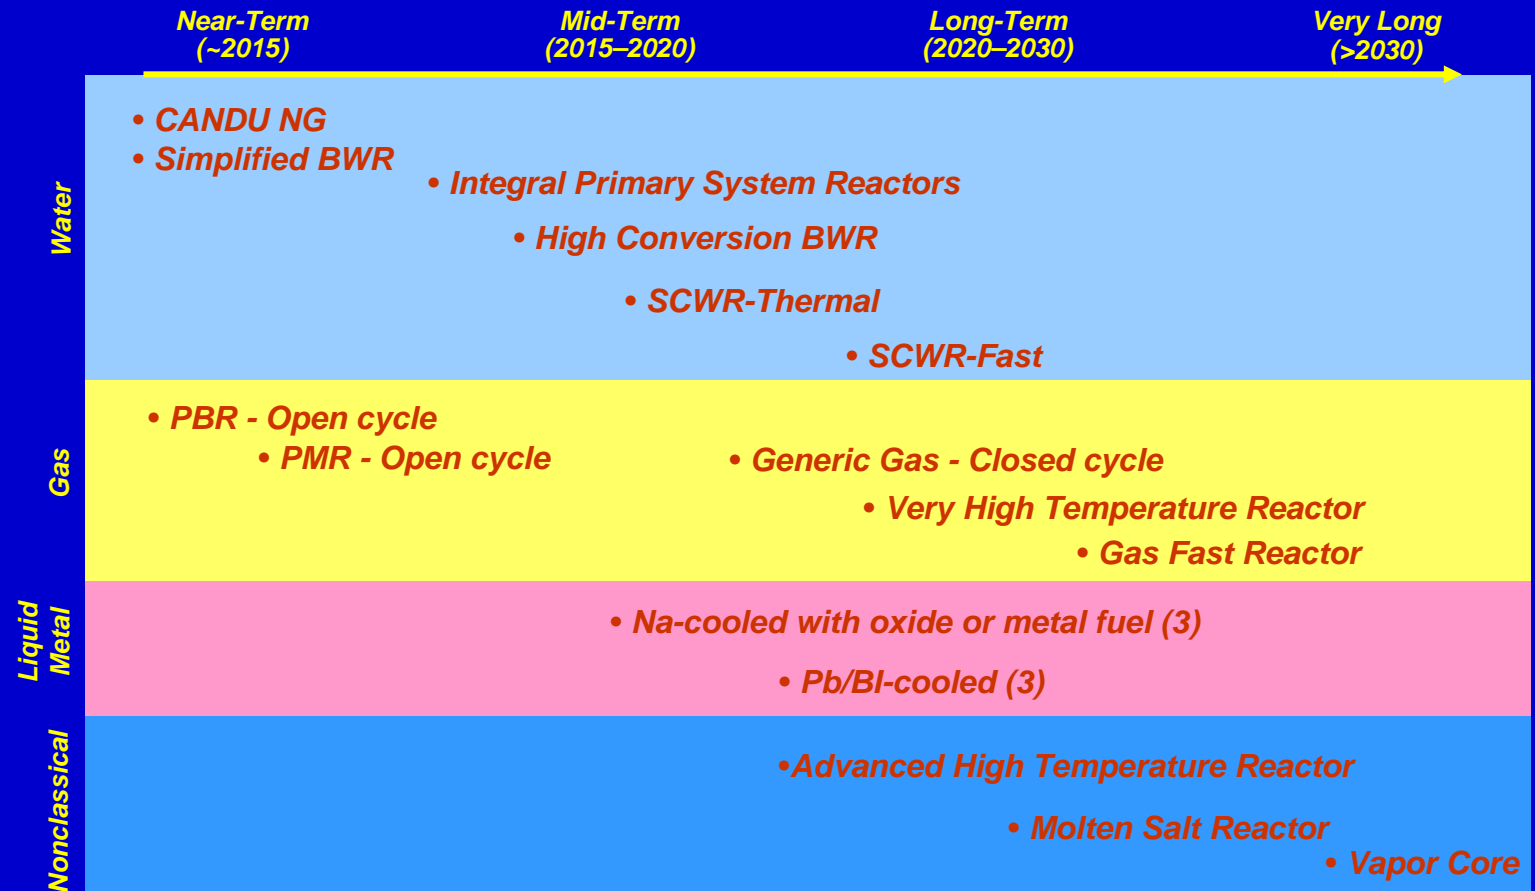 Near-Term
(~2015)
Mid-Term
(2015–2020)
Long-Term
(2020–2030)
Very Long
(>2030)
Water
• CANDU NG
• Simplified BWR
• Integral Primary System Reactors
• High Conversion BWR
• SCWR-Thermal
• SCWR-Fast
Gas
• PBR - Open cycle
• PMR - Open cycle
• Generic Gas - Closed cycle
• Very High Temperature Reactor
• Gas Fast Reactor
Liquid
Metal
• Na-cooled with oxide or metal fuel (3)
• Pb/BI-cooled (3)
Nonclassical
•Advanced High Temperature Reactor
• Molten Salt Reactor
• Vapor Core